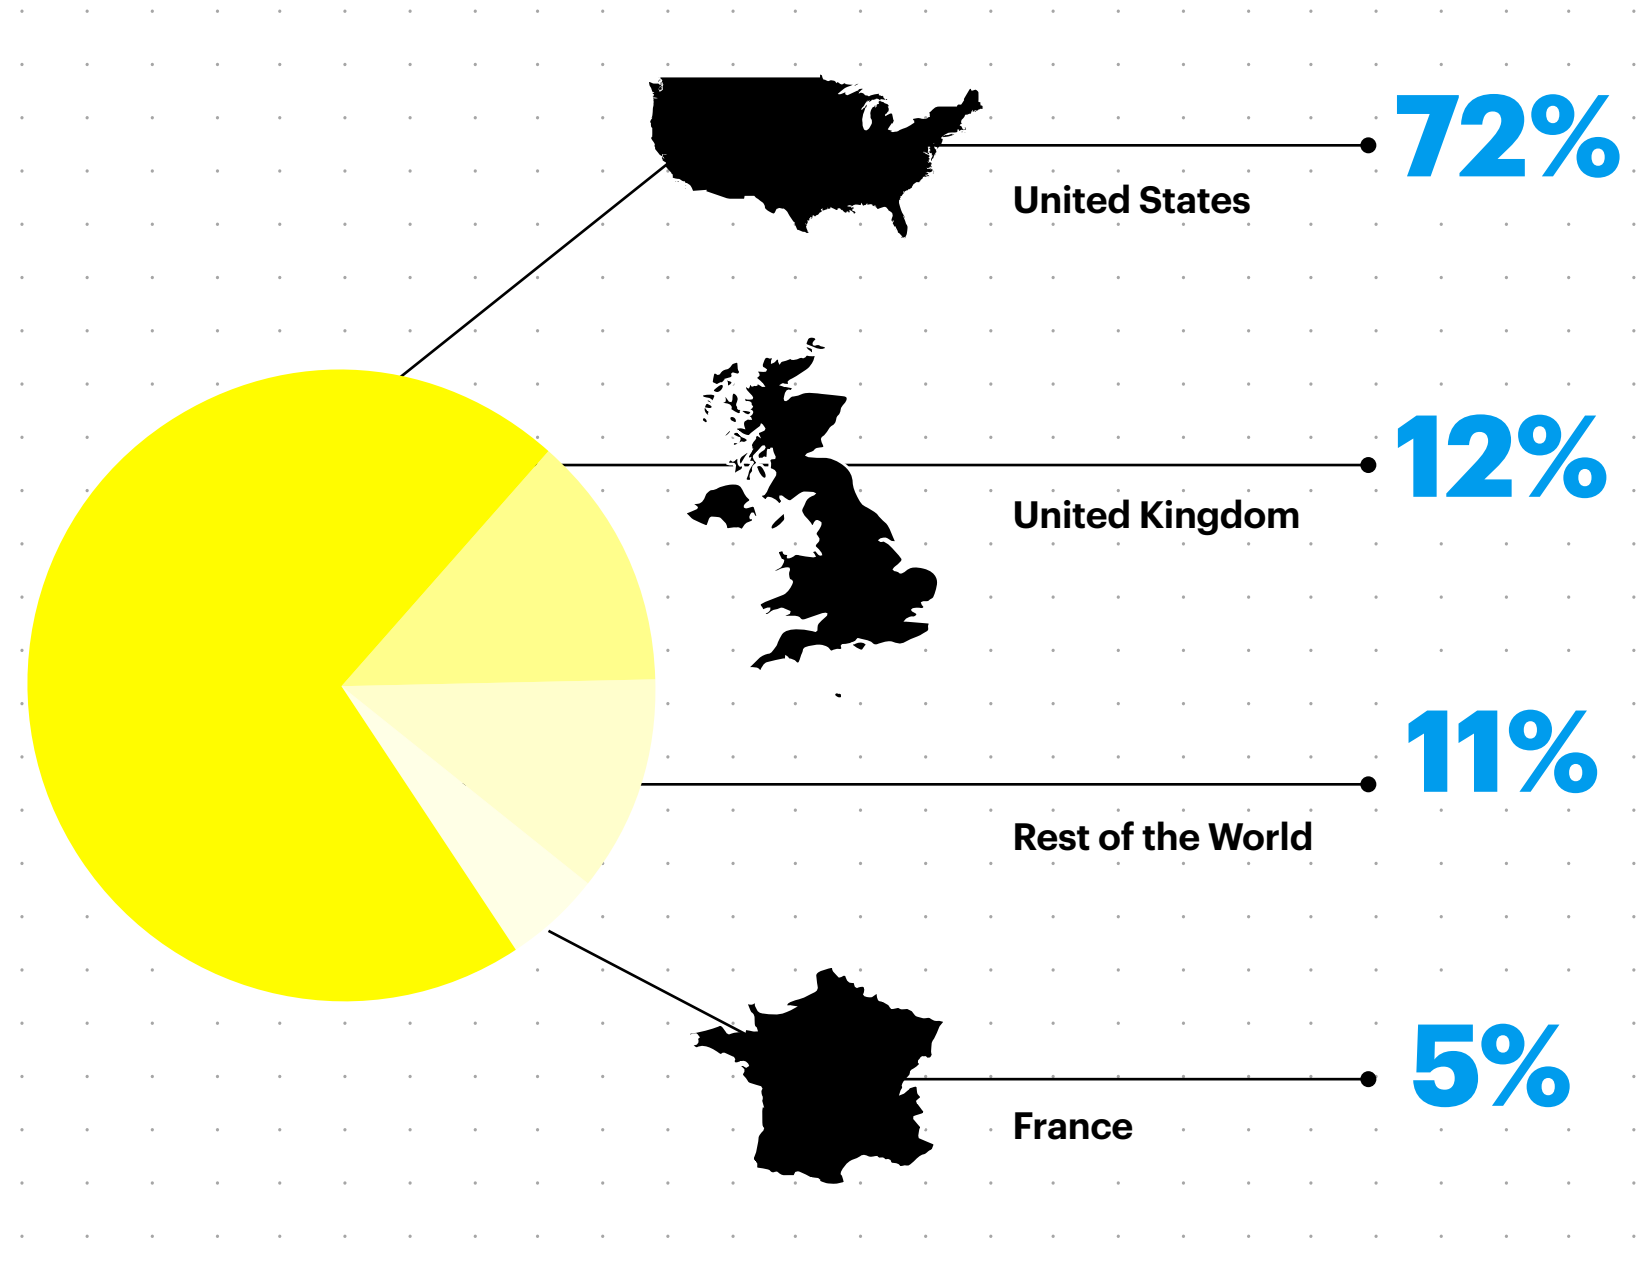 72%
United States
12%
United Kingdom
11%
Rest of the World
5%
France